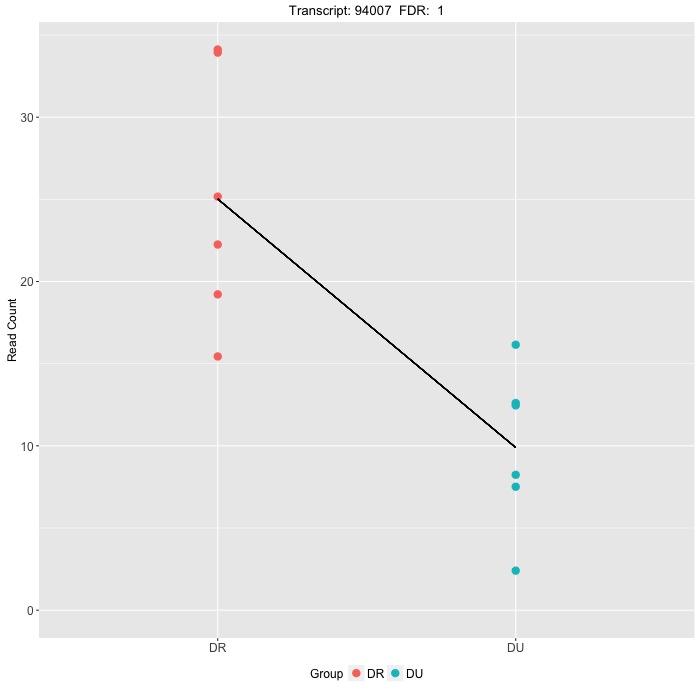 Transcript: 94007 FDR: 1
30
20
10
0
Read Count
DR DU
Group DR DU